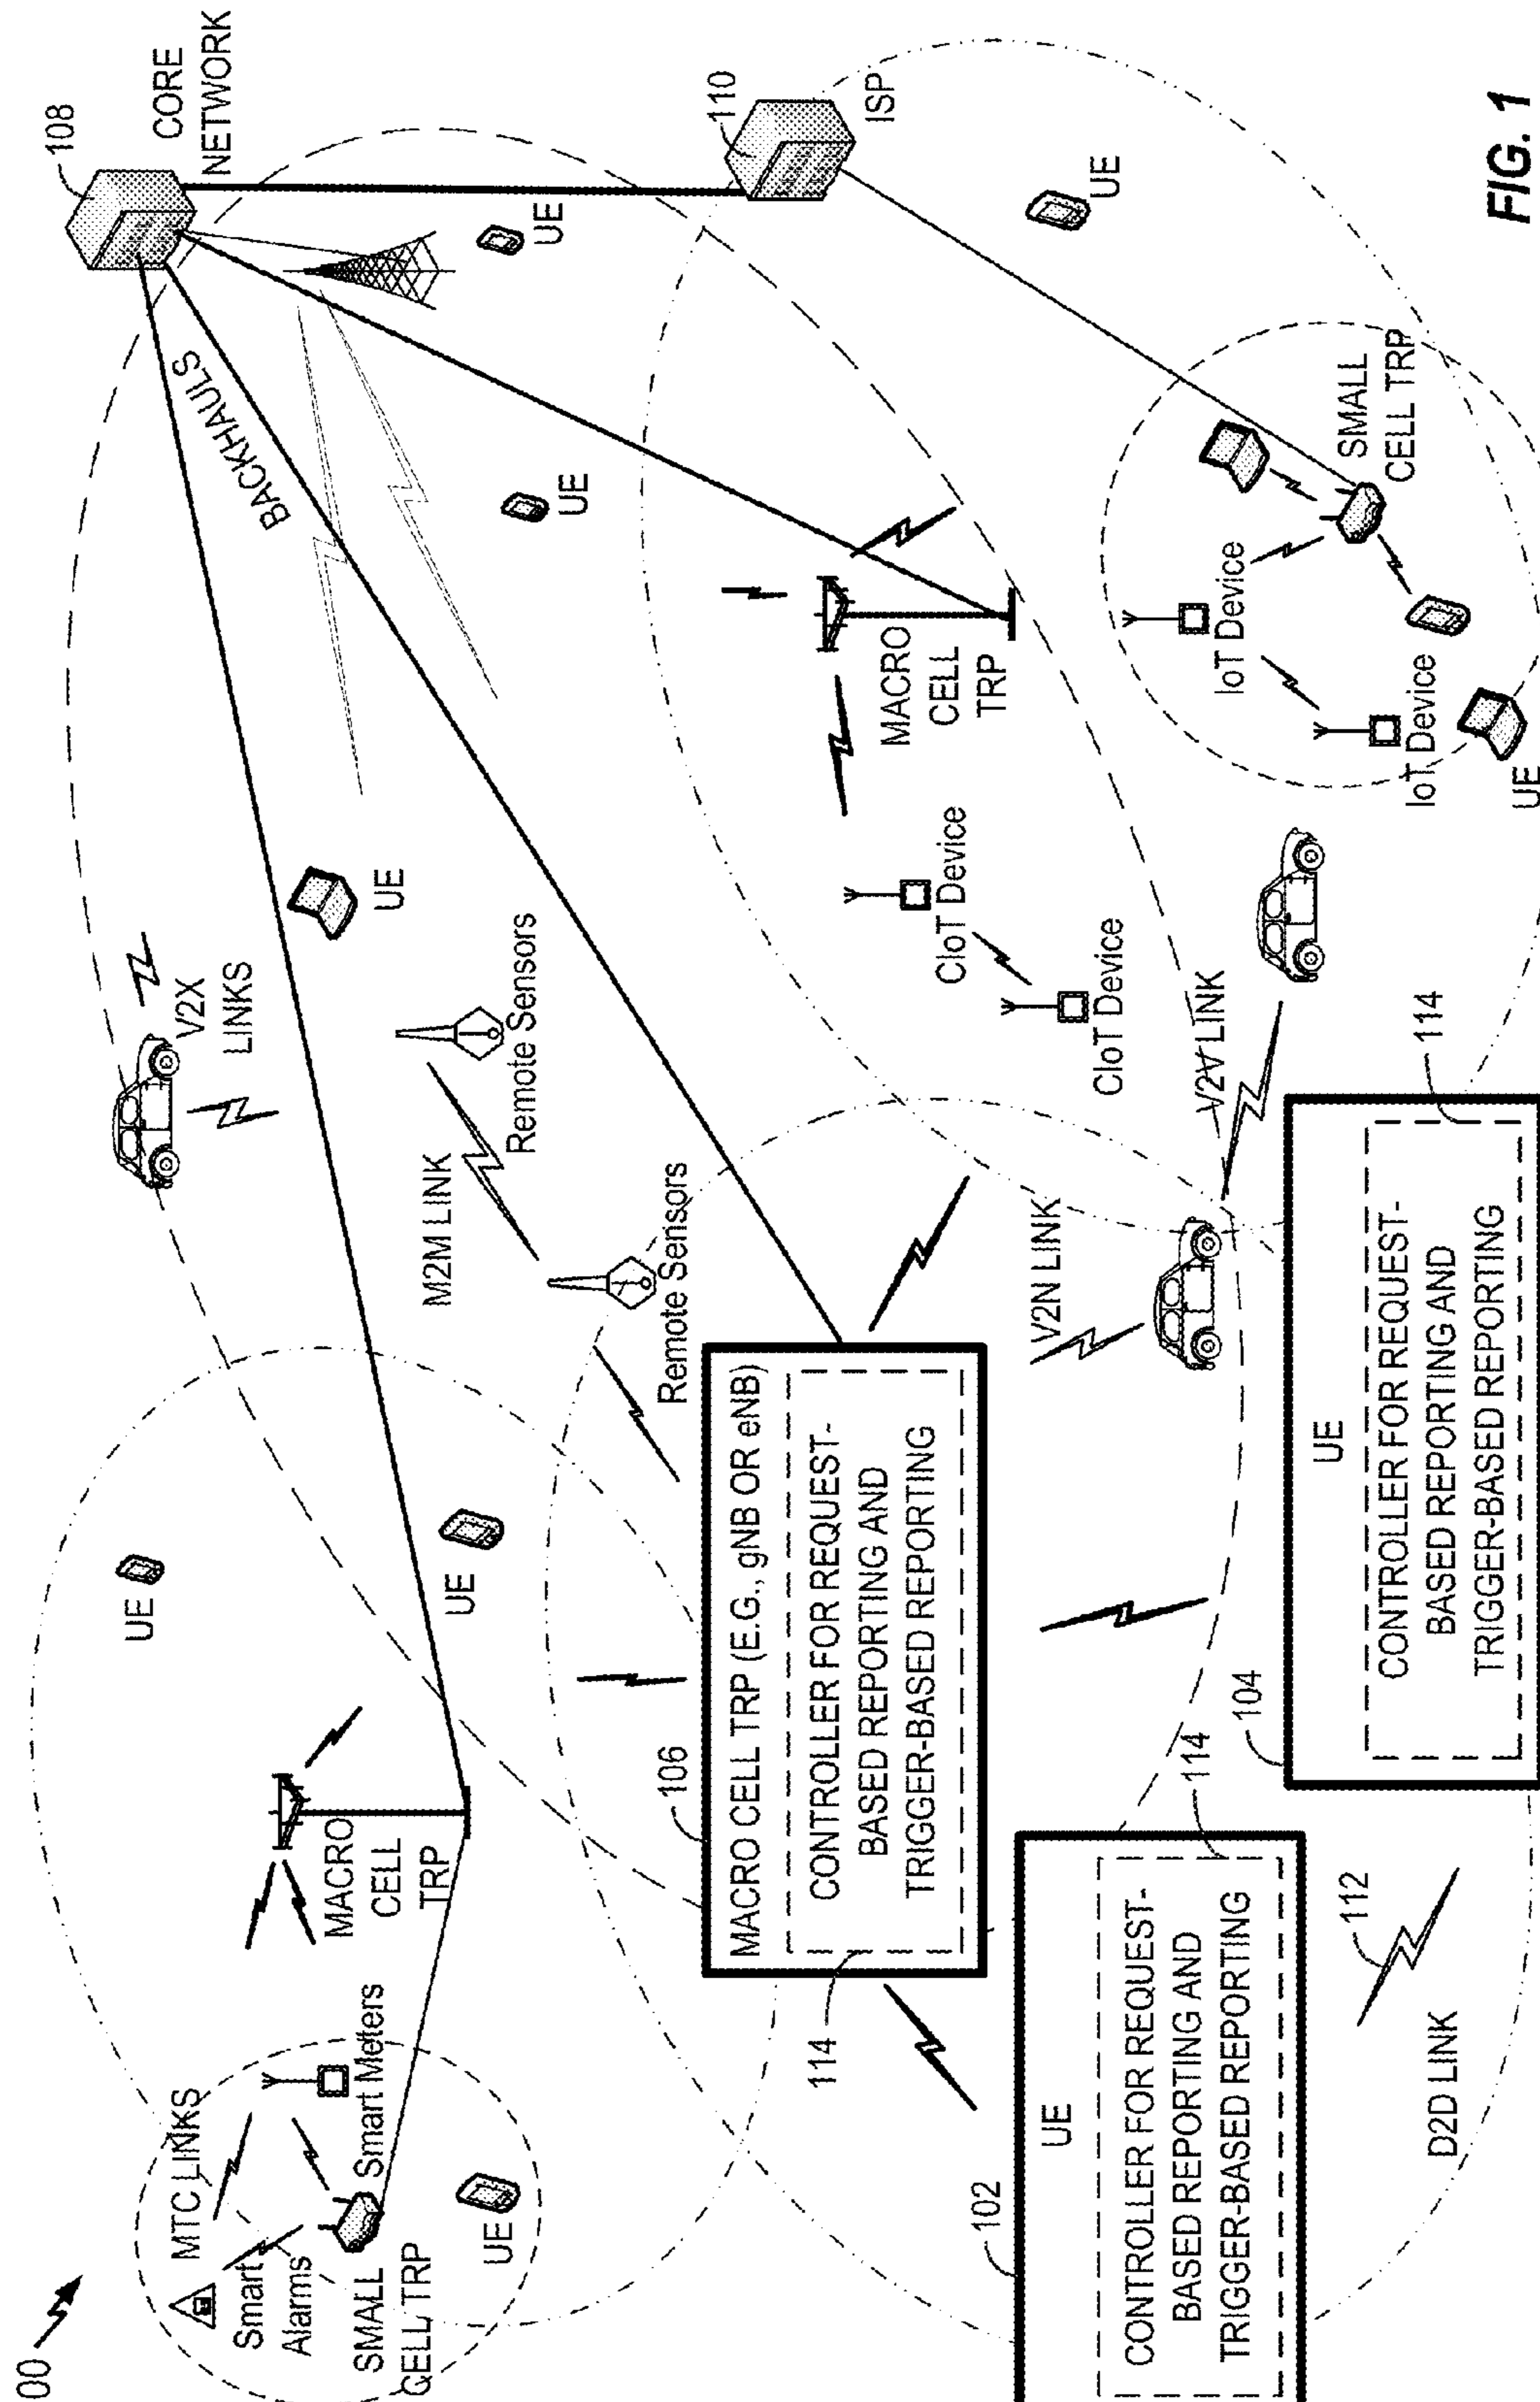 00
MTC LINKS
Smart
Alarms
Smart Meters
SMALL
CELL TRP
UE
MACRO
CELL
TRP
UE
UE
V2X
LINKS
UE
BACKHAULS
108
CORE
NETWORK
M2M LINK
Remote Sensors
Remote Sensors
UE
UE
110
ISP
106
MACRO CELL TRP (E.G., gNB OR eNB)
CONTROLLER FOR REQUEST-
BASED REPORTING AND
TRIGGER-BASED REPORTING
114
MACRO
CELL
TRP
CIoT Device
CIoT Device
UE
102
UE
CONTROLLER FOR REQUEST-
BASED REPORTING AND
TRIGGER-BASED REPORTING
114
V2N LINK
V2V LINK
IoT Device
IoT Device
SMALL
CELL TRP
UE
104
UE
CONTROLLER FOR REQUEST-
BASED REPORTING AND
TRIGGER-BASED REPORTING
114
112
D2D LINK
FIG. 1